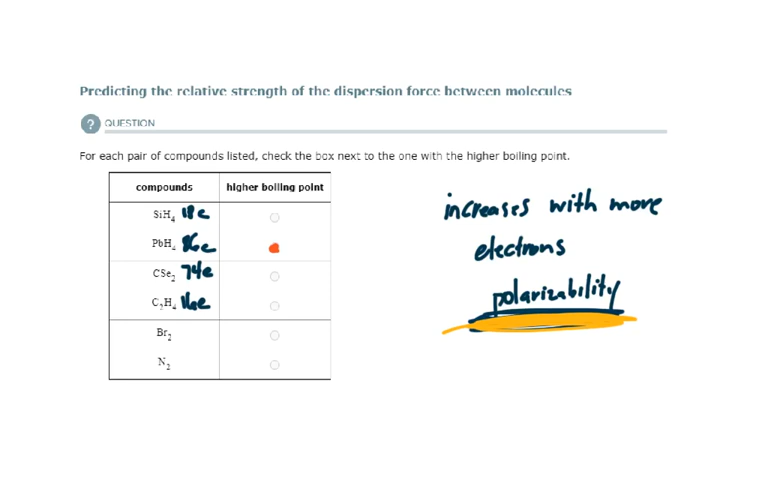 Predicting the relative strength of the dispersion force between molecules
? QUESTION
For each pair of compounds listed, check the box next to the one with the higher boiling point.
compounds higher boiling point
SiH4 18e
PbH4 86e
CSe2 74e
C2H4 16e
Br2
N2
increases with more
electrons
polarizability